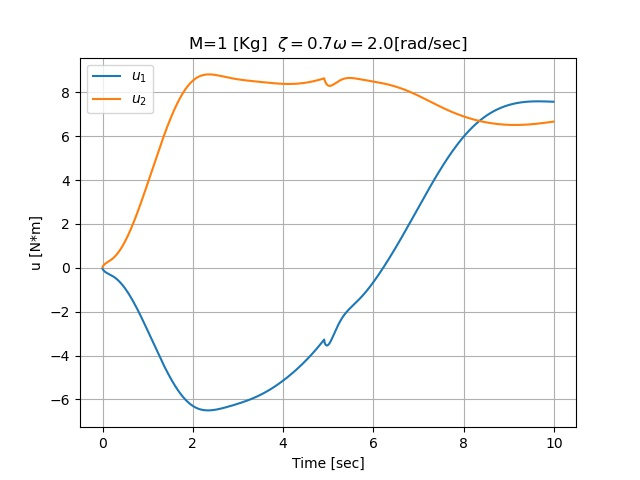 M=1 [Kg] ζ = 0.7ω = 2.0[rad/sec]
u₁
u₂
u [N*m]
8
6
4
2
0
−2
−4
−6
0 2 4 6 8 10
Time [sec]